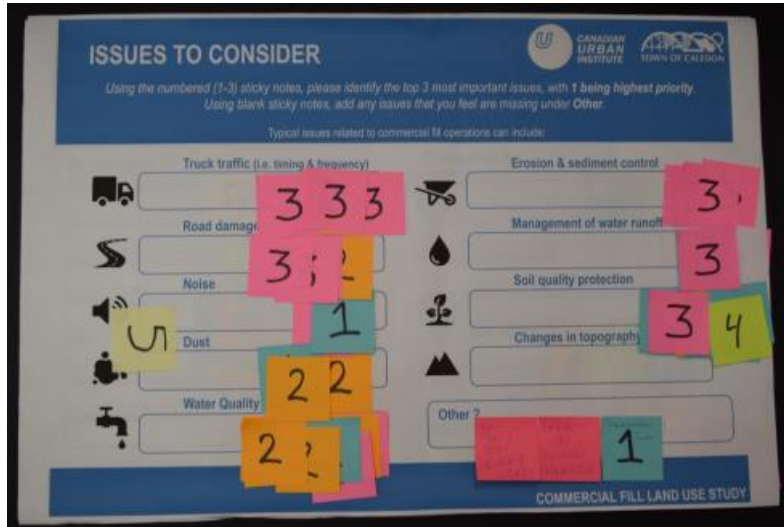 ISSUES TO CONSIDER
CANADIAN
URBAN
INSTITUTE
TOWN OF CALEDON
Using the numbered (1-3) sticky notes, please identify the top 3 most important issues, with 1 being highest priority.
Using blank sticky notes, add any issues that you feel are missing under Other.
Typical issues related to commercial fill operations can include:
Truck traffic (i.e. timing & frequency)
3 3 3
Road damage
3 3 2
Noise
1
5
Dust
2 2
Water Quality
2 2
Erosion & sediment control
3
Management of water runoff
3
Soil quality protection
3 4
Changes in topography
Other ?
1
COMMERCIAL FILL LAND USE STUDY